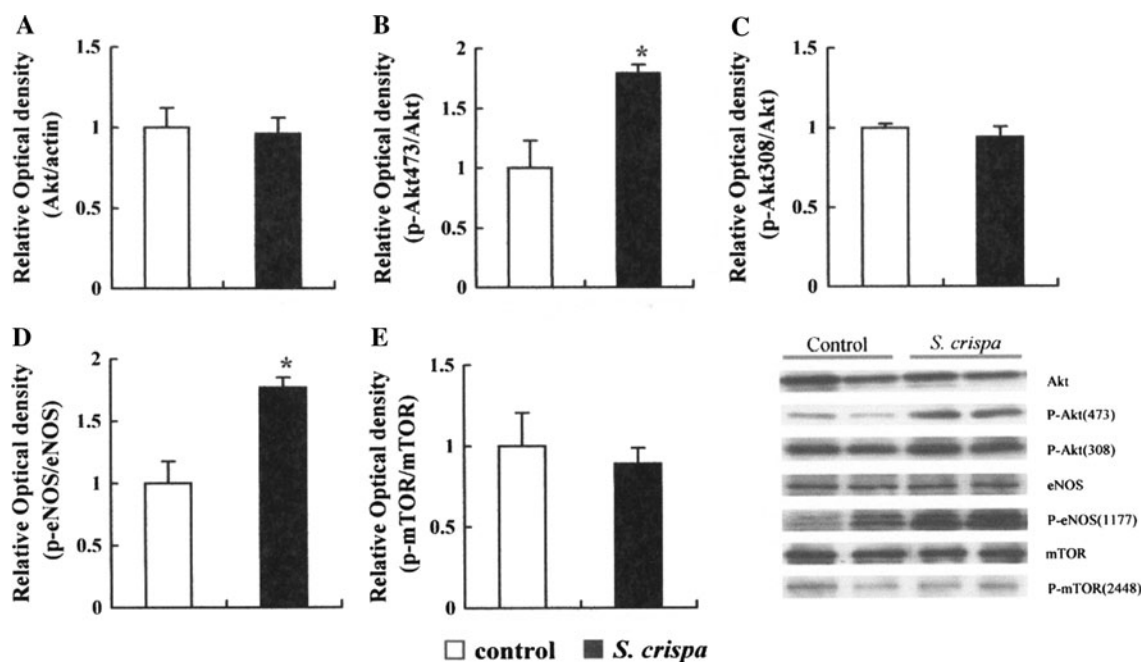 A
Relative Optical density
(Akt/actin)
1.5
1
0.5
0
B
Relative Optical density
(p-Akt473/Akt)
2
1.5
1
0.5
0
*
C
Relative Optical density
(p-Akt308/Akt)
1.5
1
0.5
0
D
Relative Optical density
(p-eNOS/eNOS)
2
1.5
1
0.5
0
*
E
Relative Optical density
(p-mTOR/mTOR)
1.5
1
0.5
0
Control S. crispa
Akt
P-Akt(473)
P-Akt(308)
eNOS
P-eNOS(1177)
mTOR
P-mTOR(2448)
control S. crispa